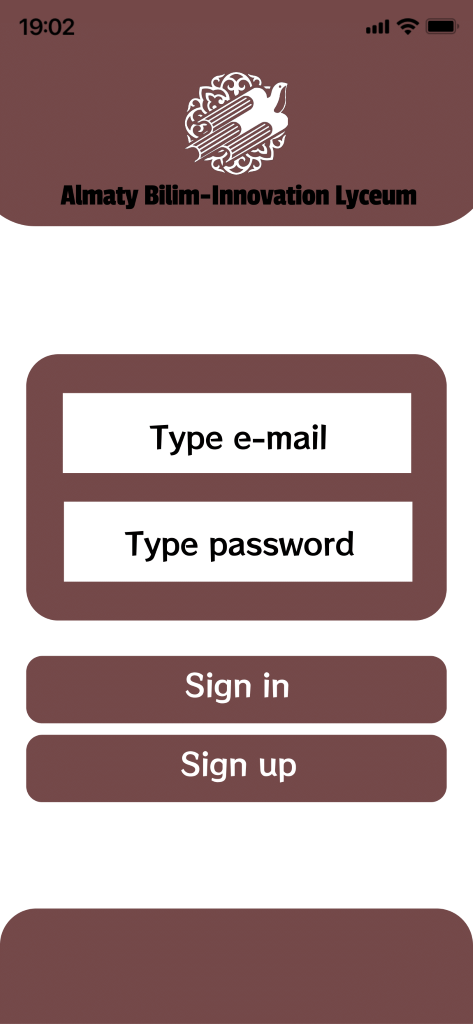 19:02
Almaty Bilim-Innovation Lyceum
Type e-mail
Type password
Sign in
Sign up